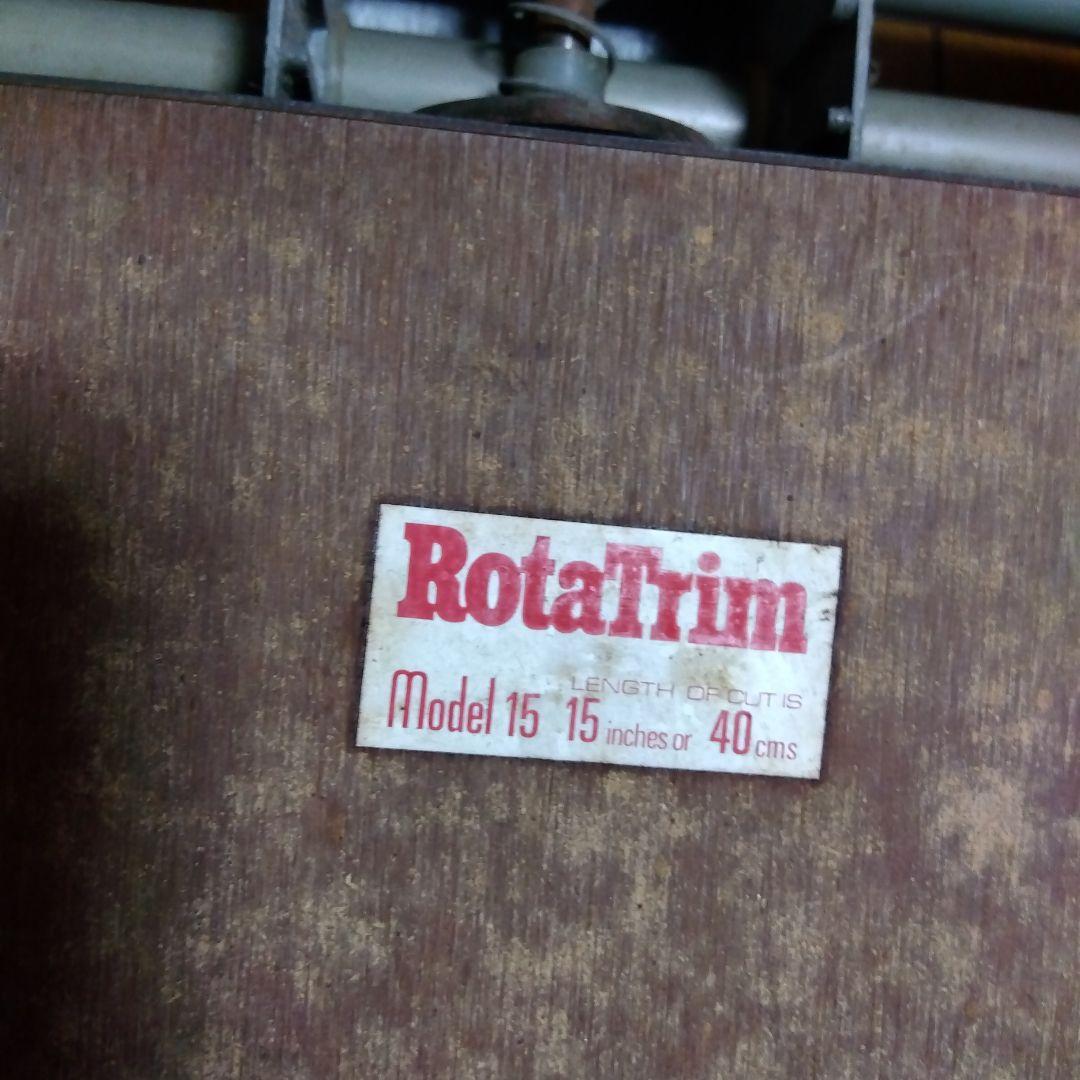 RotaTrim
LENGTH OF CUT IS
Model 15 15 inches or 40 cms